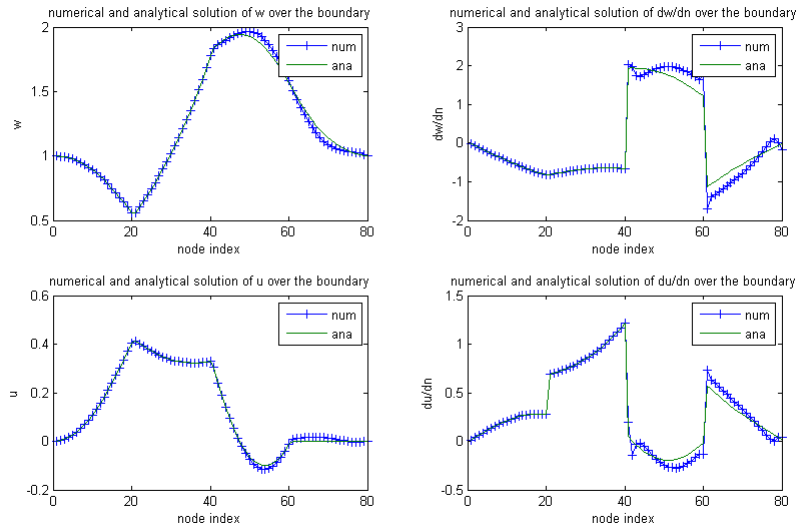 numerical and analytical solution of w over the boundary
2
1.5
1
0.5
w
0 20 40 60 80
node index
num
ana
numerical and analytical solution of dw/dn over the boundary
3
2
1
0
-1
-2
dw/dn
0 20 40 60 80
node index
num
ana
numerical and analytical solution of u over the boundary
0.6
0.4
0.2
0
-0.2
u
0 20 40 60 80
node index
num
ana
numerical and analytical solution of du/dn over the boundary
1.5
1
0.5
0
-0.5
du/dn
0 20 40 60 80
node index
num
ana